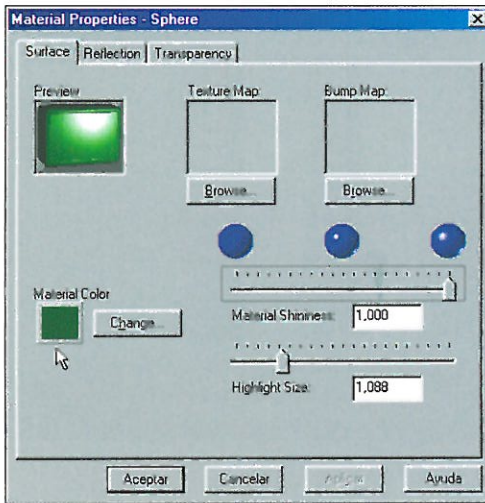 Material Properties - Sphere
Surface Reflection Transparency
Preview Texture Map: Bump Map:
Browse... Browse...
Material Color
Change...
Material Shininess: 1,000
Highlight Size: 1,088
Aceptar Cancelar Aplicar Ayuda